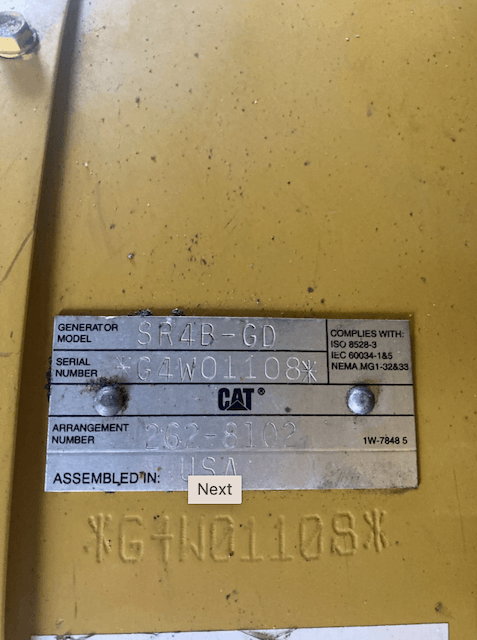 GENERATOR MODEL SR4B-GD
SERIAL NUMBER *G4W01108*
COMPLIES WITH:
ISO 8528-3
IEC 60034-1&5
NEMA MG1-32&33
CAT®
ARRANGEMENT NUMBER 262-8102
1W-7848 5
ASSEMBLED IN: USA
Next
*G4W01108*